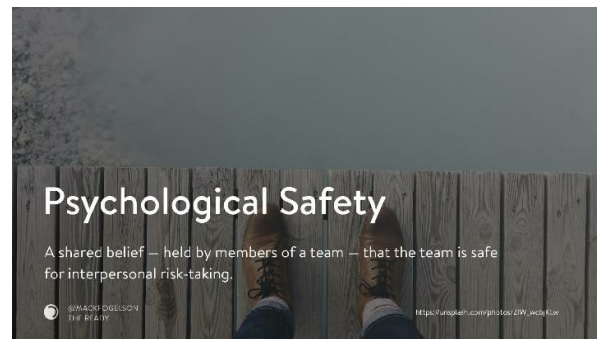 Psychological Safety
A shared belief — held by members of a team — that the team is safe
for interpersonal risk-taking.
@MACKFOGELSON
THE READY